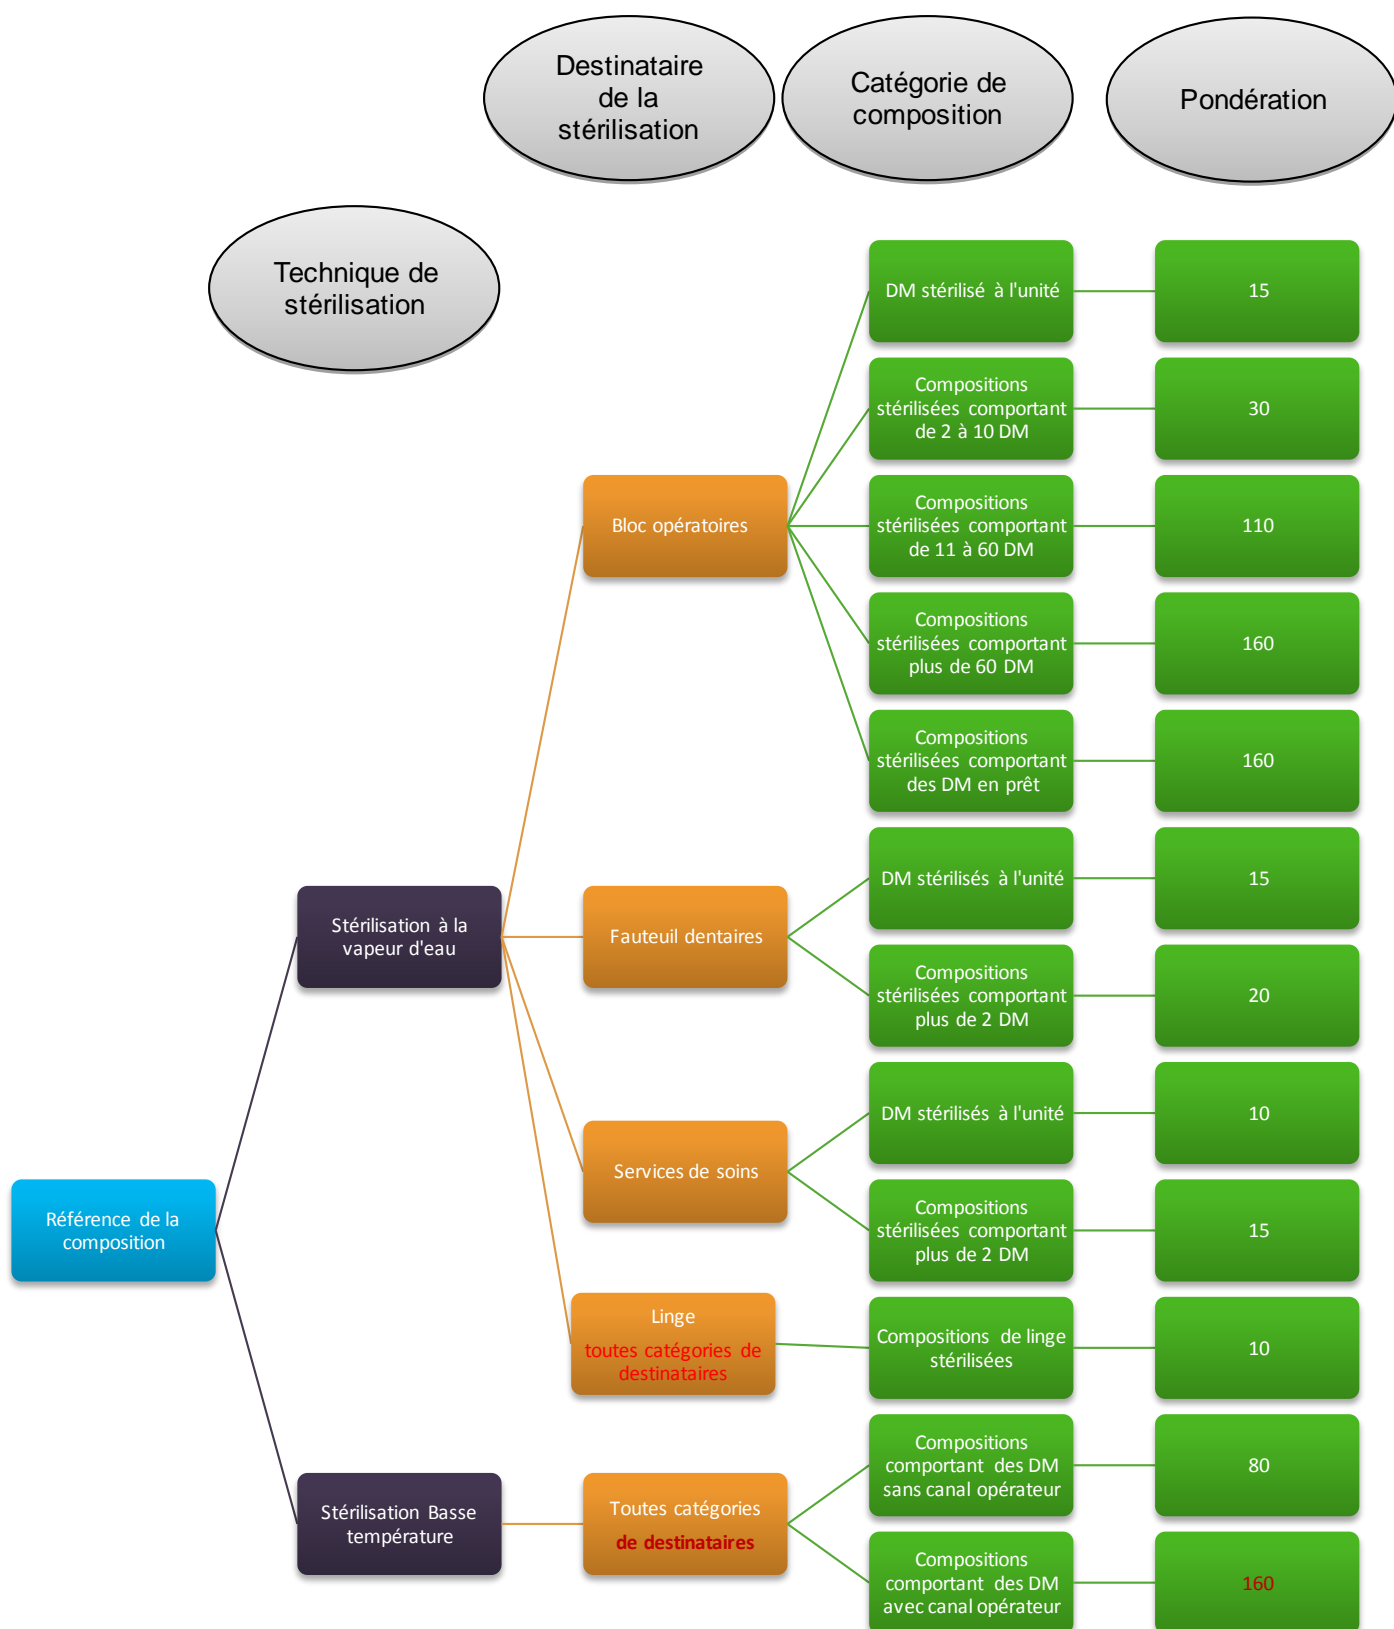 Destinataire
de la
stérilisation
Catégorie de
composition
Pondération
Technique de
stérilisation
DM stérilisé à l'unité
15
Compositions
stérilisées comportant
de 2 à 10 DM
30
Bloc opératoires
Compositions
stérilisées comportant
de 11 à 60 DM
110
Compositions
stérilisées comportant
plus de 60 DM
160
Compositions
stérilisées comportant
des DM en prêt
160
Stérilisation à la
vapeur d'eau
Fauteuil dentaires
DM stérilisés à l'unité
15
Compositions
stérilisées comportant
plus de 2 DM
20
Services de soins
DM stérilisés à l'unité
10
Compositions
stérilisées comportant
plus de 2 DM
15
Référence de la
composition
Linge
toutes catégories de
destinataires
Compositions de linge
stérilisées
10
Stérilisation Basse
température
Toutes catégories
de destinataires
Compositions
comportant des DM
sans canal opérateur
80
Compositions
comportant des DM
avec canal opérateur
160